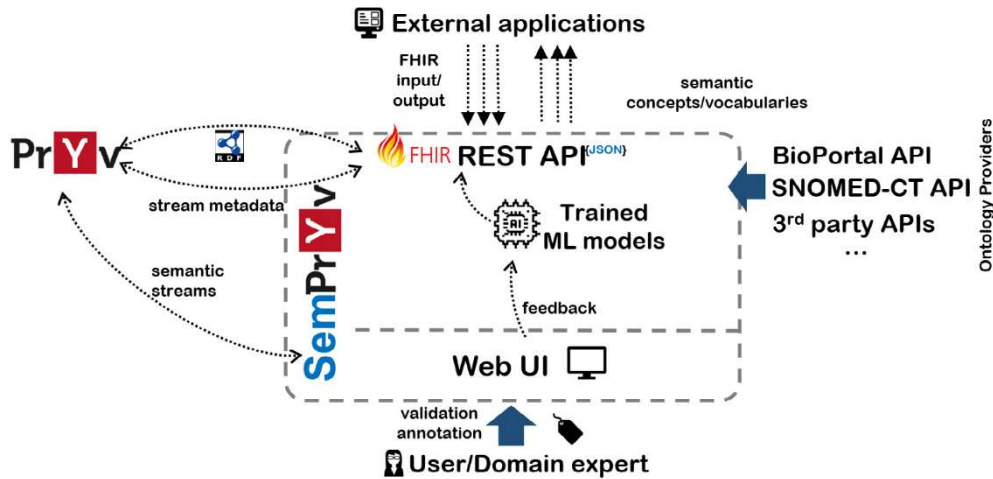 External applications
FHIR
input/
output
semantic
concepts/vocabularies
PrYv
RDF
FHIR REST API {JSON}
stream metadata
BioPortal API
SNOMED-CT API
3rd party APIs
...
Ontology Providers
AI
Trained
ML models
semantic
streams
SemPrYv
feedback
Web UI
validation
annotation
User/Domain expert